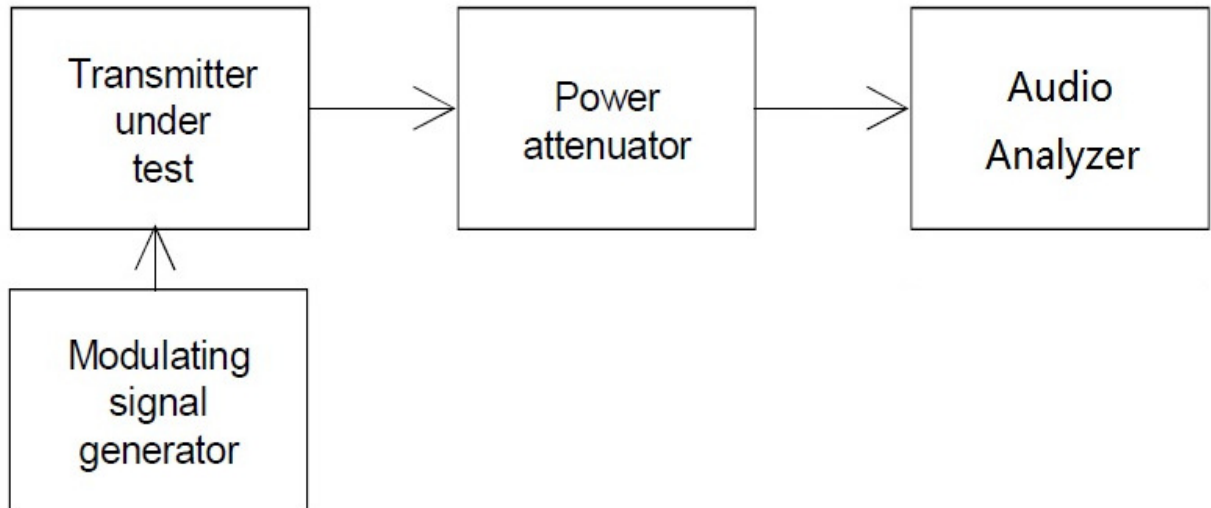 Transmitter
under
test
Power
attenuator
Audio
Analyzer
Modulating
signal
generator